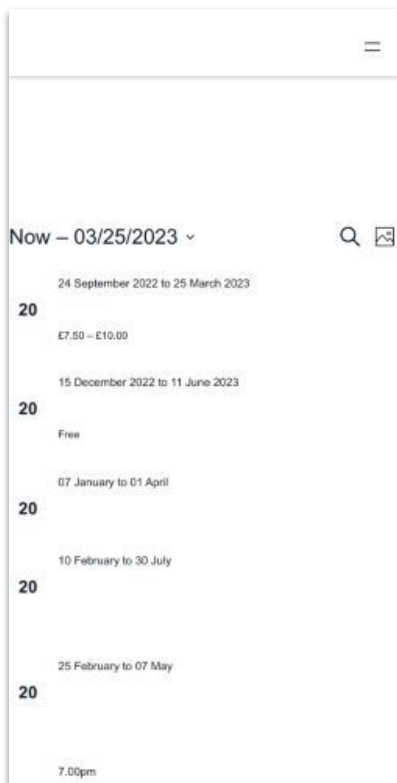 Now – 03/25/2023
24 September 2022 to 25 March 2023
20
£7.50 – £10.00
15 December 2022 to 11 June 2023
20
Free
07 January to 01 April
20
10 February to 30 July
20
25 February to 07 May
20
7.00pm